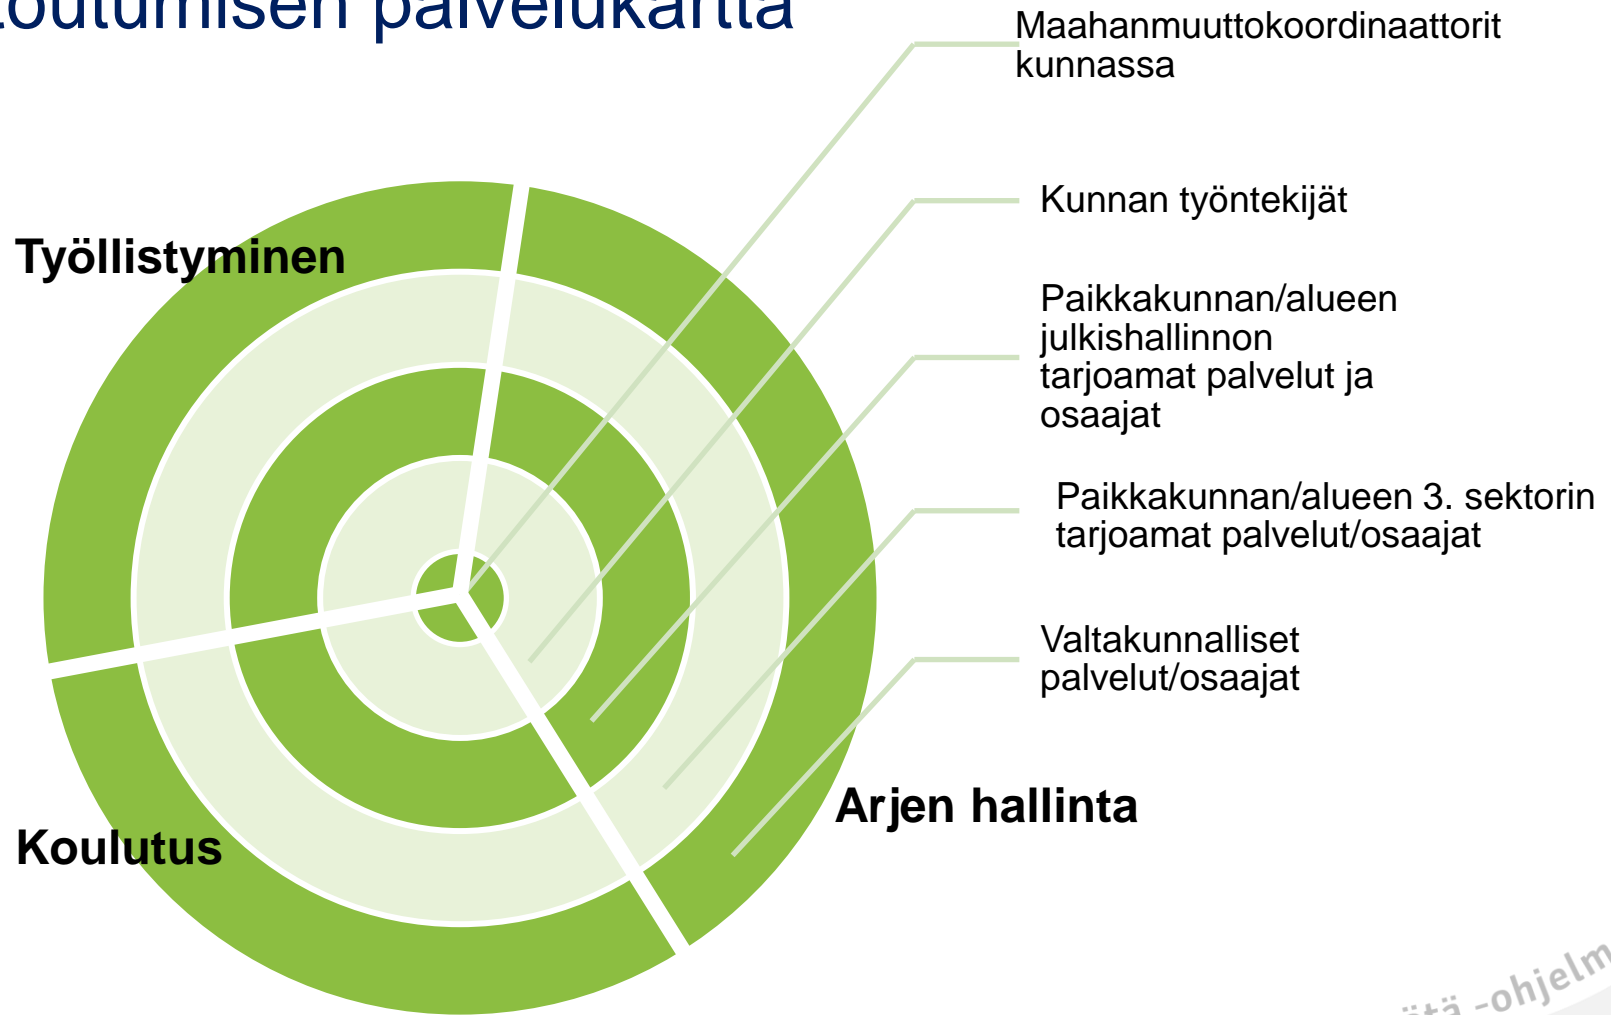 palvelukartta
Maahanmuuttokoordinaattorit
kunnassa
Kunnan työntekijät
Työllistyminen
Paikkakunnan/alueen
julkishallinnon
tarjoamat palvelut ja
osaajat
Paikkakunnan/alueen 3. sektorin
tarjoamat palvelut/osaajat
Valtakunnalliset
palvelut/osaajat
Arjen hallinta
Koulutus